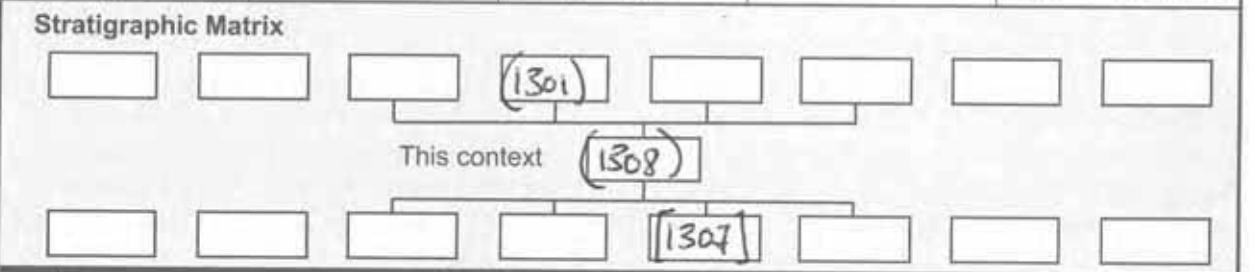 Stratigraphic Matrix
(1301)
This context (1308)
[1307]